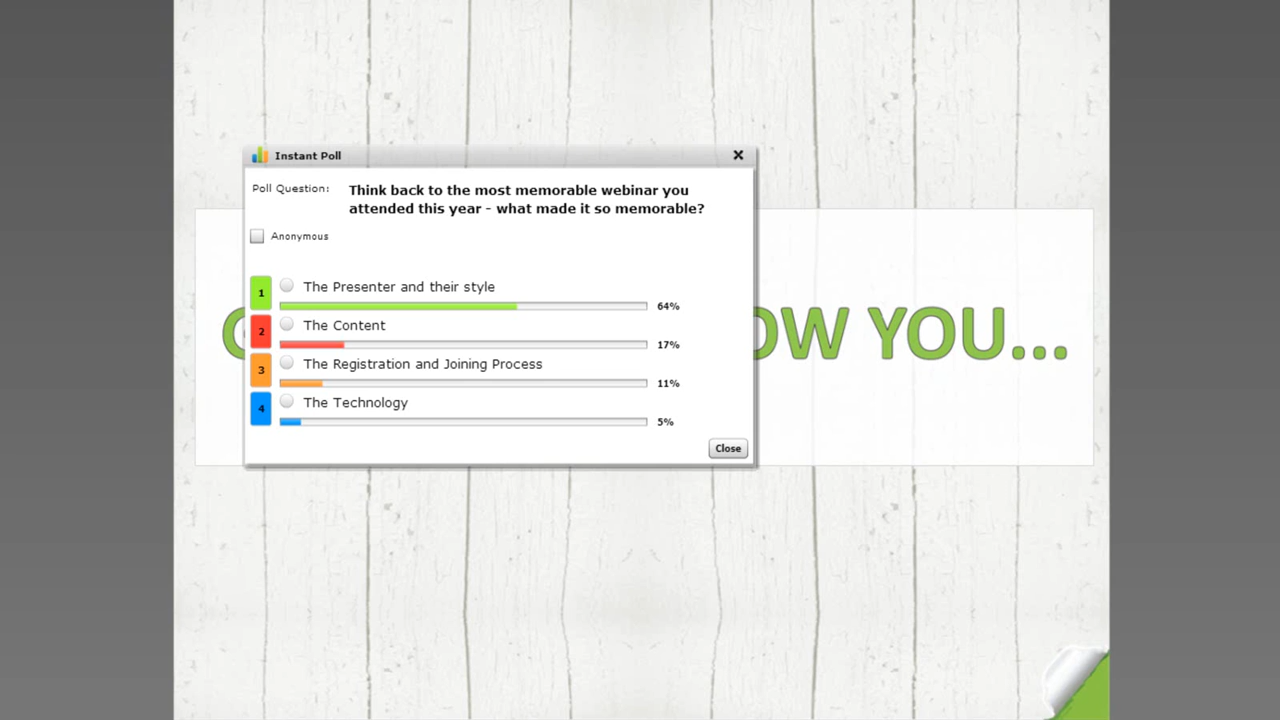 Instant Poll
Poll Question:
Think back to the most memorable webinar you
attended this year - what made it so memorable?
Anonymous
1
The Presenter and their style
64%
2
The Content
17%
3
The Registration and Joining Process
11%
4
The Technology
5%
Close
YOU...